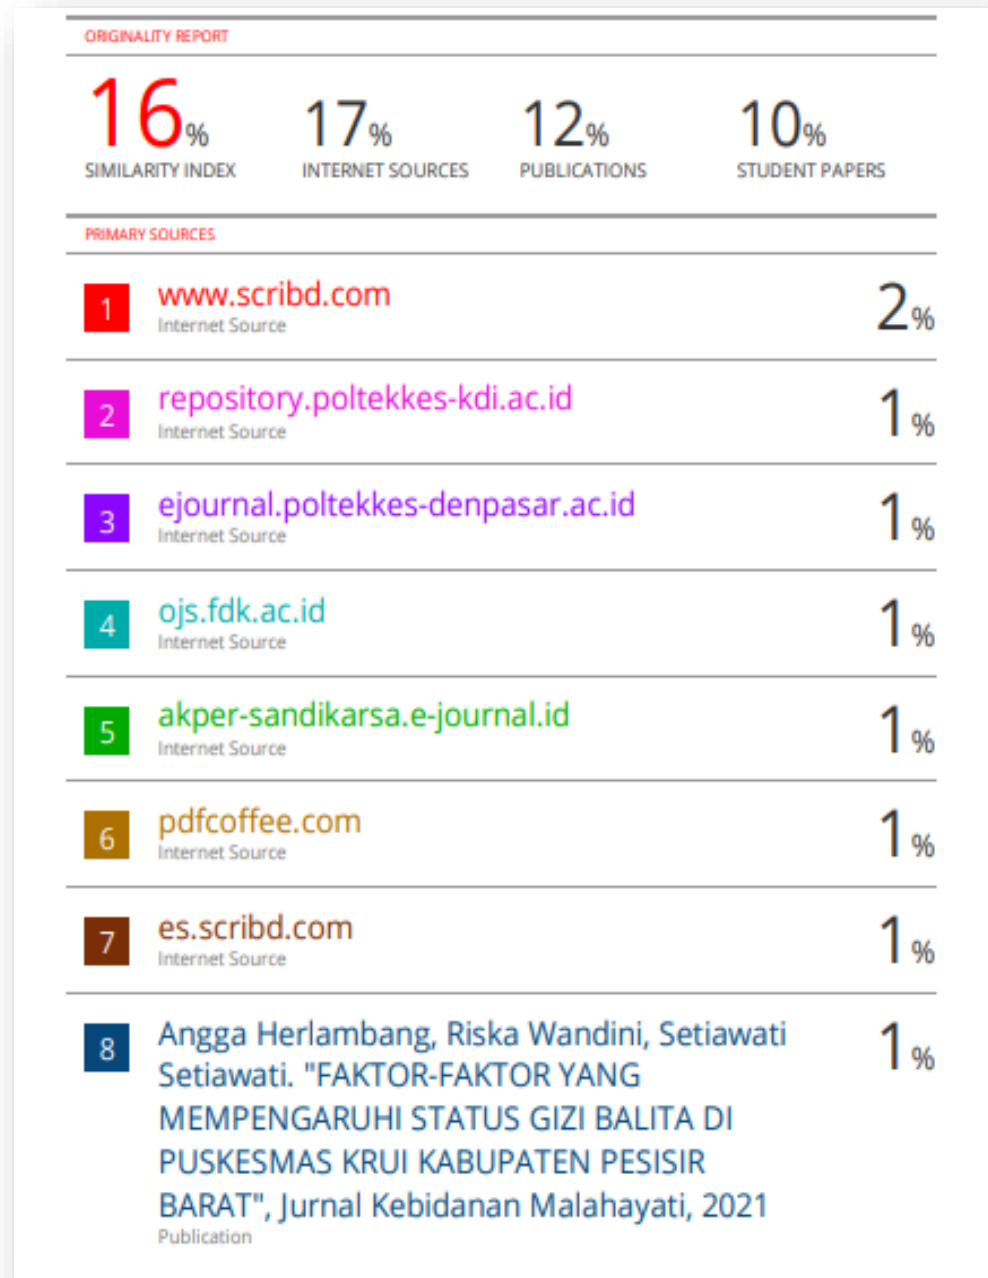 ORIGINALITY REPORT
16% 17% 12% 10%
SIMILARITY INDEX INTERNET SOURCES PUBLICATIONS STUDENT PAPERS
PRIMARY SOURCES
1 www.scribd.com 2%
Internet Source
2 repository.poltekkes-kdi.ac.id 1%
Internet Source
3 ejournal.poltekkes-denpasar.ac.id 1%
Internet Source
4 ojs.fdk.ac.id 1%
Internet Source
5 akper-sandikarsa.e-journal.id 1%
Internet Source
6 pdfcoffee.com 1%
Internet Source
7 es.scribd.com 1%
Internet Source
8 Angga Herlambang, Riska Wandini, Setiawati 1%
Setiawati. "FAKTOR-FAKTOR YANG
MEMPENGARUHI STATUS GIZI BALITA DI
PUSKESMAS KRUI KABUPATEN PESISIR
BARAT", Jurnal Kebidanan Malahayati, 2021
Publication